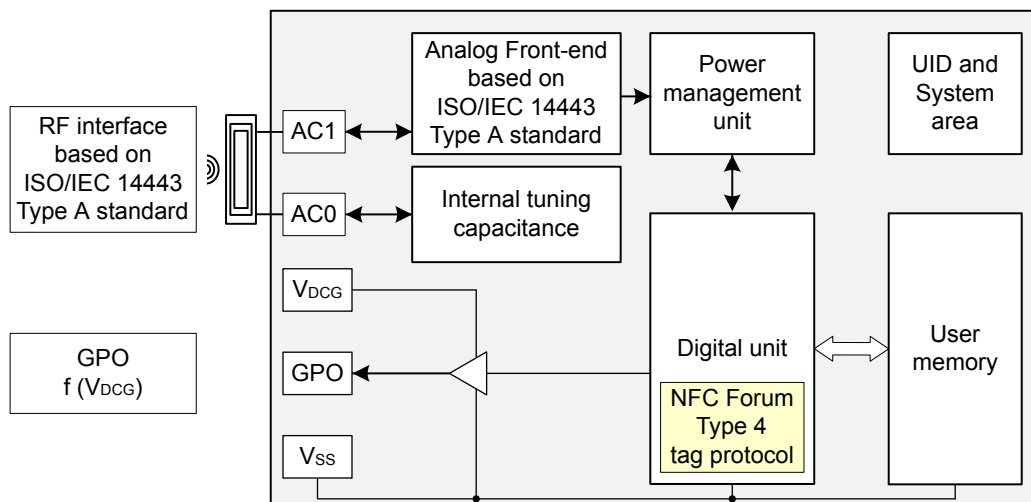 RF interface
based on
ISO/IEC 14443
Type A standard
GPO
f (VDCG)
AC1
AC0
VDCG
GPO
VSS
Analog Front-end
based on
ISO/IEC 14443
Type A standard
Internal tuning
capacitance
Power
management
unit
Digital unit
NFC Forum
Type 4
tag protocol
UID and
System
area
User
memory